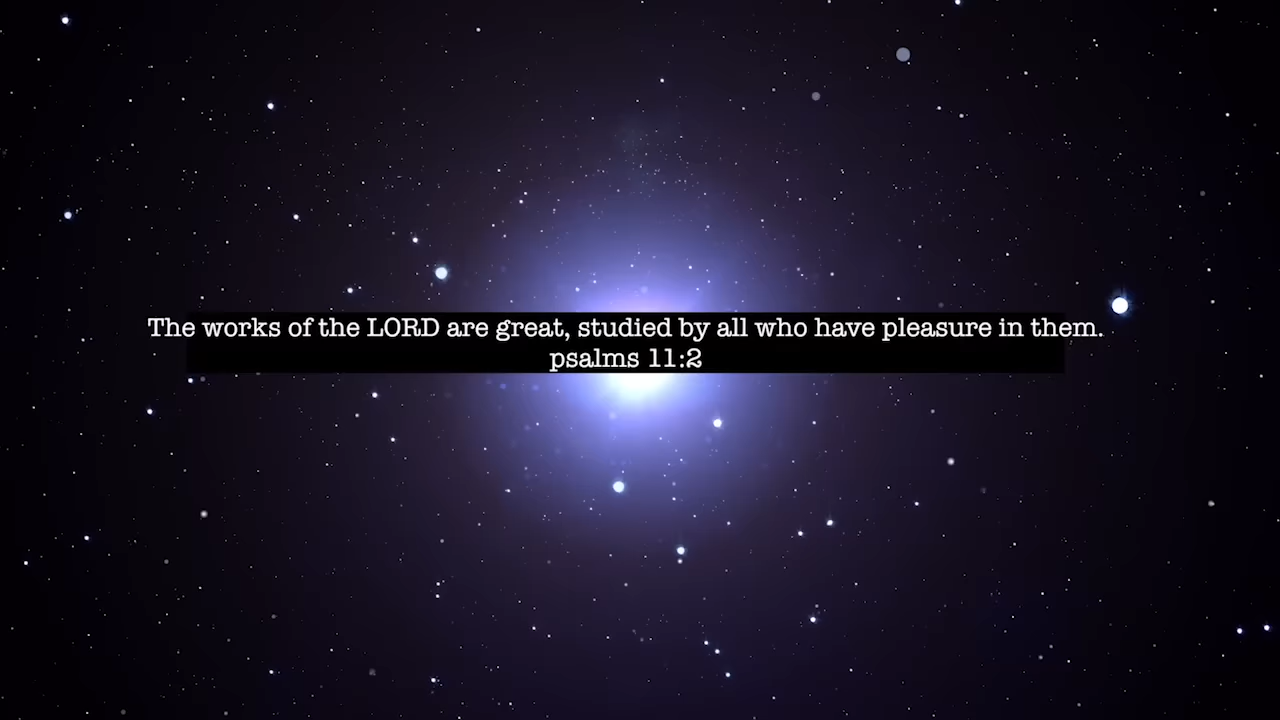 The works of the LORD are great, studied by all who have pleasure in them.
psalms 11:2